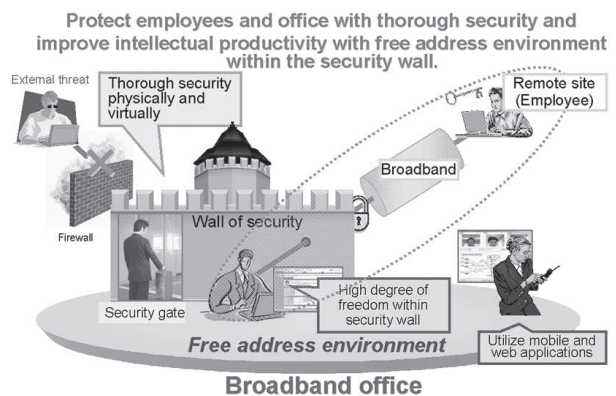 Protect employees and office with thorough security and
improve intellectual productivity with free address environment
within the security wall.
External threat
Thorough security
physically and
virtually
Remote site
(Employee)
Broadband
Firewall
Wall of security
Security gate
High degree of
freedom within
security wall
Utilize mobile and
web applications
Free address environment
Broadband office